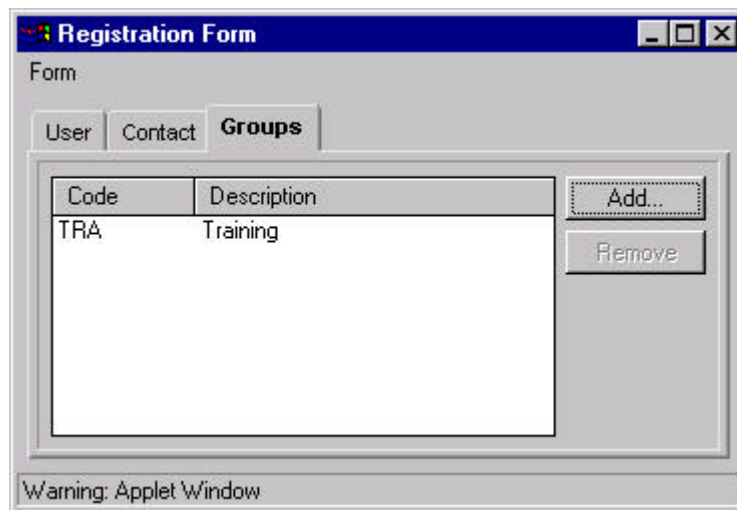 Registration Form
Form
User Contact Groups
Code Description Add...
TRA Training
Remove
Warning: Applet Window